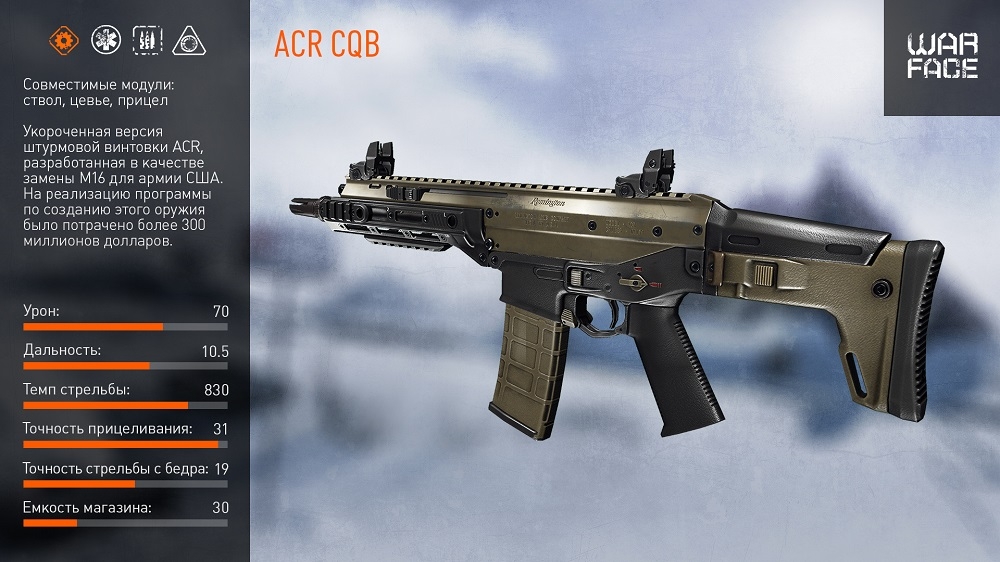 ACR CQB
WAR
FACE
Совместимые модули:
ствол, цевье, прицел
Укороченная версия
штурмовой винтовки ACR,
разработанная в качестве
замены M16 для армии США.
На реализацию программы
по созданию этого оружия
было потрачено более 300
миллионов долларов.
Remington
Урон: 70
Дальность: 10.5
Темп стрельбы: 830
Точность прицеливания: 31
Точность стрельбы с бедра: 19
Емкость магазина: 30